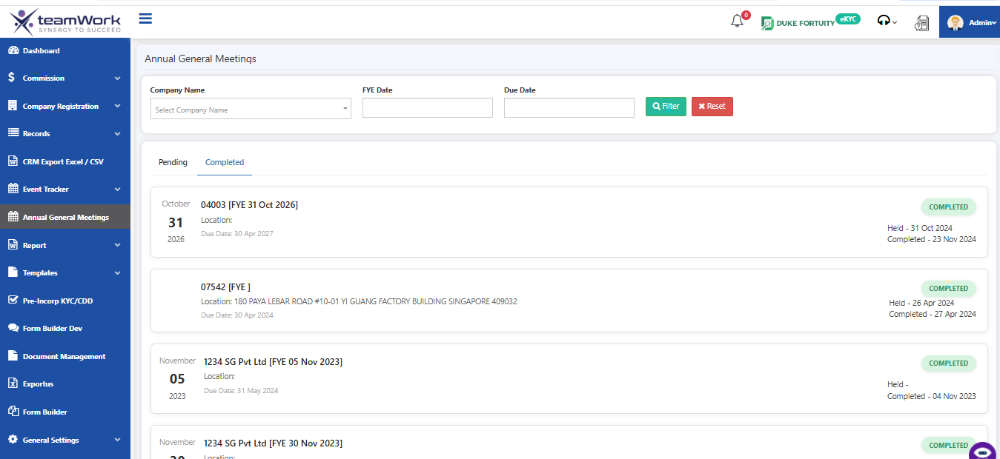 teamWork
SYNERGY TO SUCCEED
0
DUKE FORTUITY eKYC
Admin
Dashboard
Commission
Company Registration
Records
CRM Export Excel / CSV
Event Tracker
Annual General Meetings
Report
Templates
Pre-Incorp KYC/CDD
Form Builder Dev
Document Management
Exportus
Form Builder
General Settings
Annual General Meetings
Company Name
Select Company Name
FYE Date
Due Date
Filter
Reset
Pending
Completed
October
31
2026
04003 [FYE 31 Oct 2026]
Location:
Due Date: 30 Apr 2027
COMPLETED
Held - 31 Oct 2024
Completed - 23 Nov 2024
07542 [FYE ]
Location: 180 PAYA LEBAR ROAD #10-01 YI GUANG FACTORY BUILDING SINGAPORE 409032
Due Date: 30 Apr 2024
COMPLETED
Held - 26 Apr 2024
Completed - 27 Apr 2024
November
05
2023
1234 SG Pvt Ltd [FYE 05 Nov 2023]
Location:
Due Date: 31 May 2024
COMPLETED
Held -
Completed - 04 Nov 2023
November
30
1234 SG Pvt Ltd [FYE 30 Nov 2023]
Location:
COMPLETED